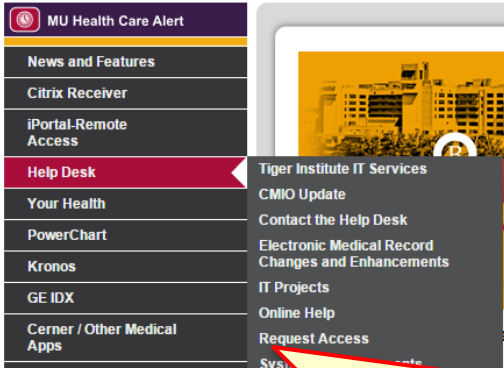 MU Health Care Alert
News and Features
Citrix Receiver
iPortal-Remote
Access
Help Desk
Your Health
PowerChart
Kronos
GE IDX
Cerner / Other Medical
Apps
Tiger Institute IT Services
CMIO Update
Contact the Help Desk
Electronic Medical Record
Changes and Enhancements
IT Projects
Online Help
Request Access